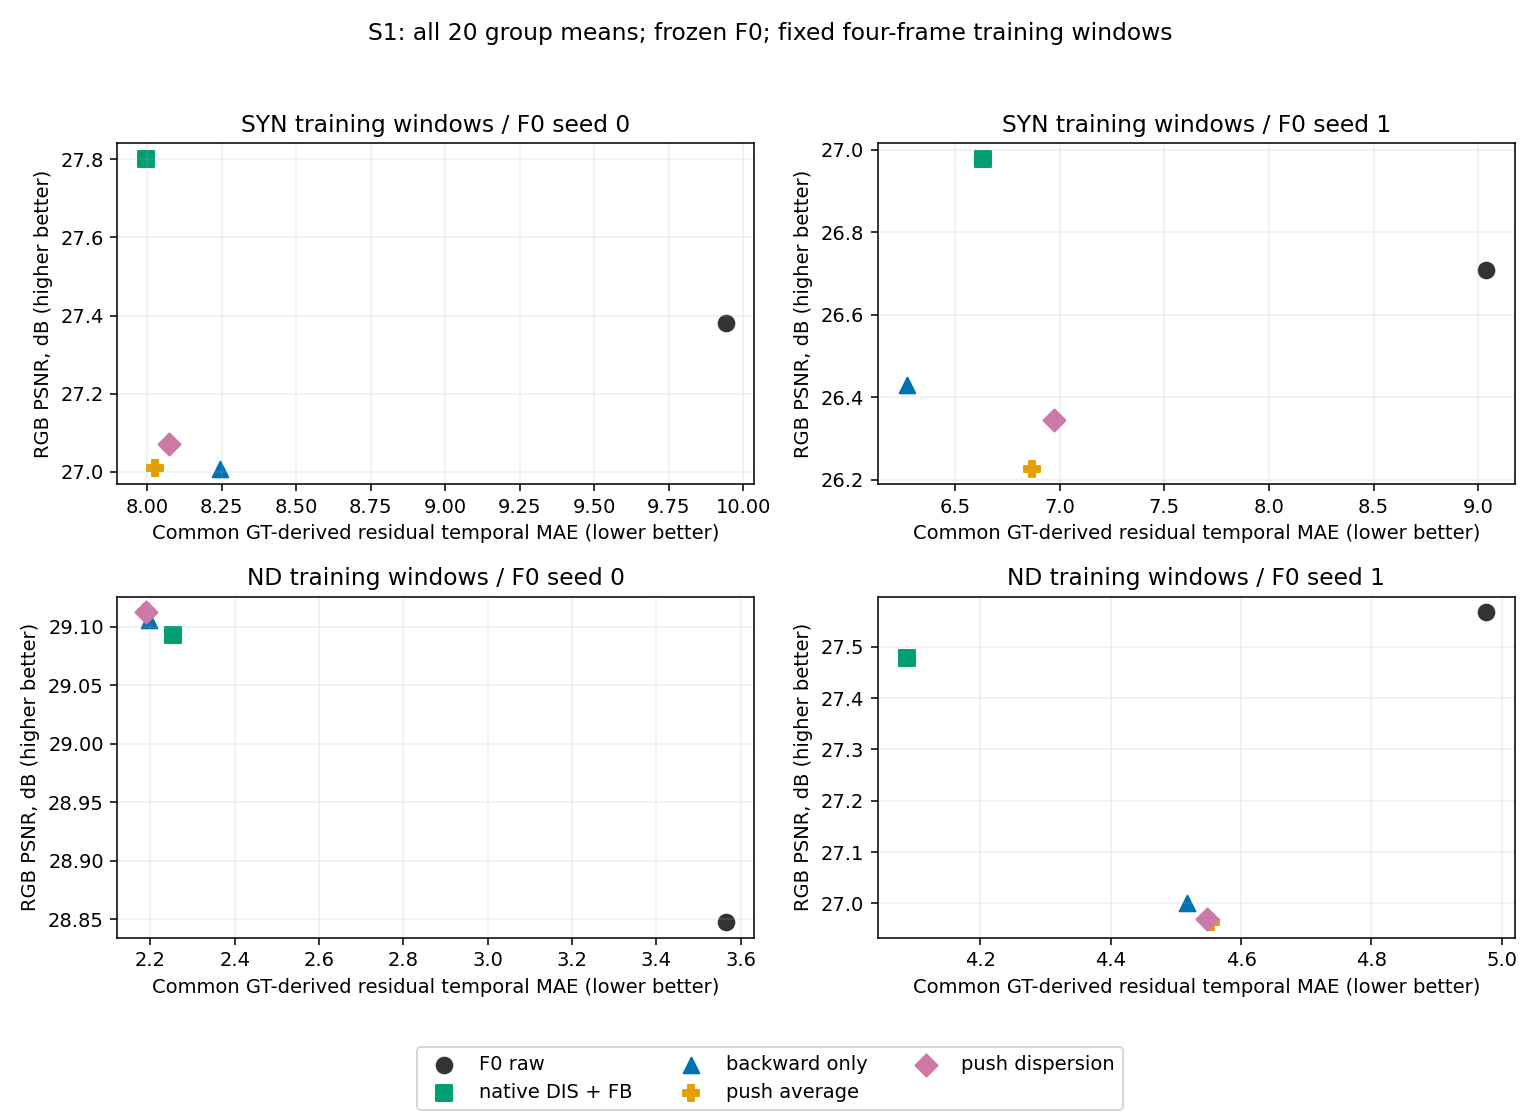 S1: all 20 group means; frozen F0; fixed four-frame training windows
SYN training windows / F0 seed 0
27.8
27.6
27.4
27.2
27.0
RGB PSNR, dB (higher better)
8.00 8.25 8.50 8.75 9.00 9.25 9.50 9.75 10.00
Common GT-derived residual temporal MAE (lower better)
SYN training windows / F0 seed 1
27.0
26.8
26.6
26.4
26.2
RGB PSNR, dB (higher better)
6.5 7.0 7.5 8.0 8.5 9.0
Common GT-derived residual temporal MAE (lower better)
ND training windows / F0 seed 0
29.10
29.05
29.00
28.95
28.90
28.85
RGB PSNR, dB (higher better)
2.2 2.4 2.6 2.8 3.0 3.2 3.4 3.6
Common GT-derived residual temporal MAE (lower better)
ND training windows / F0 seed 1
27.5
27.4
27.3
27.2
27.1
27.0
RGB PSNR, dB (higher better)
4.2 4.4 4.6 4.8 5.0
Common GT-derived residual temporal MAE (lower better)
F0 raw
native DIS + FB
backward only
push average
push dispersion